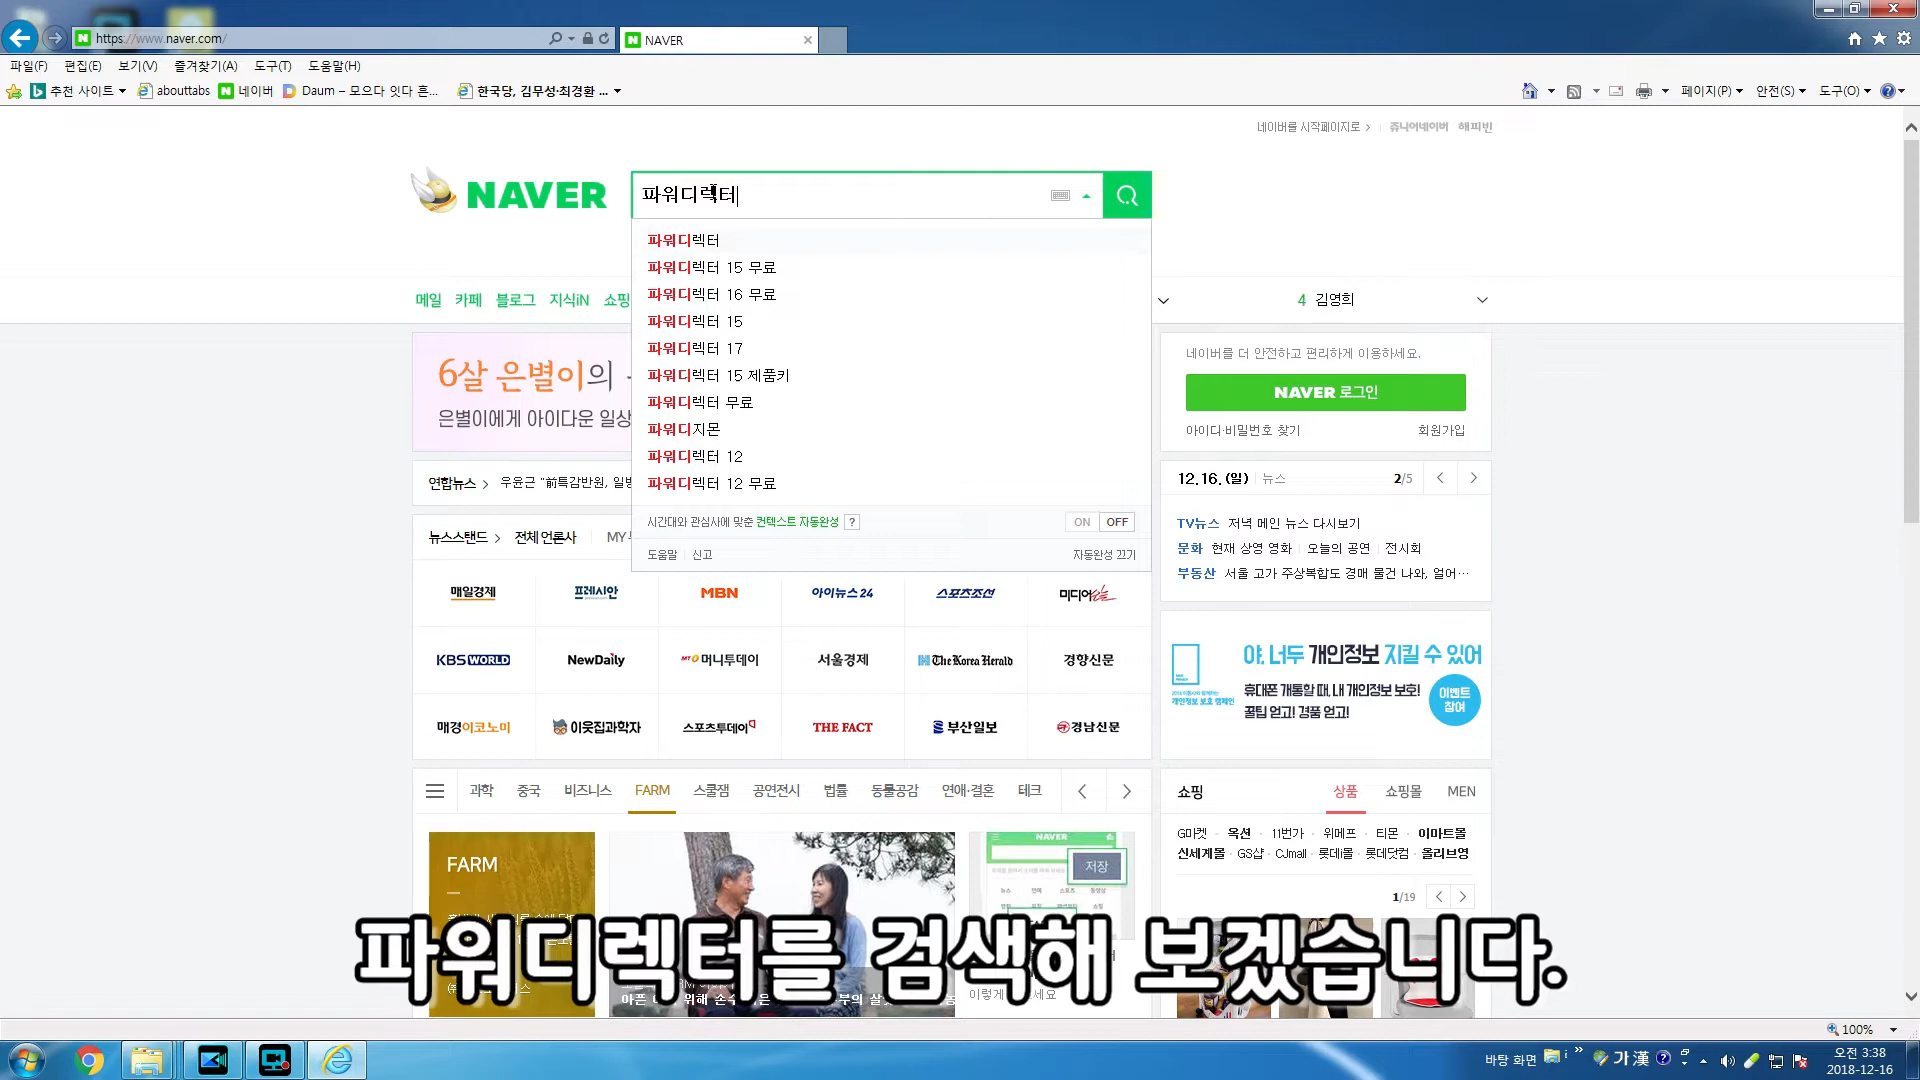 https://www.naver.com/
NAVER
파일(F) 편집(E) 보기(V) 즐겨찾기(A) 도구(T) 도움말(H)
추천 사이트 abouttabs 네이버 Daum – 모으다 잇다 흔... 한국당, 김무성·최경환 ...
페이지(P) 안전(S) 도구(O)
네이버를 시작페이지로 쥬니어네이버 해피빈
NAVER 파워디렉터
파워디렉터
파워디렉터 15 무료
파워디렉터 16 무료
파워디렉터 15
파워디렉터 17
파워디렉터 15 제품키
파워디렉터 무료
파워디지몬
파워디렉터 12
파워디렉터 12 무료
시간대와 관심사에 맞춘 컨텍스트 자동완성 ? ON OFF
도움말 신고 자동완성 끄기
메일 카페 블로그 지식iN 쇼핑
4 김영희
6살 은별이의
은별이에게 아이다운 일상
네이버를 더 안전하고 편리하게 이용하세요.
NAVER 로그인
아이디·비밀번호 찾기 회원가입
연합뉴스 우윤근 "前특감반원, 일방
12.16. (일) 뉴스 2/5
뉴스스탠드 전체 언론사 MY
TV뉴스 저녁 메인 뉴스 다시보기
문화 현재 상영 영화 오늘의 공연 전시회
부동산 서울 고가 주상복합도 경매 물건 나와, 얼어…
매일경제 프레시안 MBN 아이뉴스24 스포츠조선 미디어오늘
KBS WORLD NewDaily MT 머니투데이 서울경제 The Korea Herald 경향신문
매경이코노미 이웃집과학자 스포츠투데이 THE FACT 부산일보 경남신문
야, 너두 개인정보 지킬 수 있어
휴대폰 개통할 때, 내 개인정보 보호!
꿀팁 얻고! 경품 얻고!
이벤트 참여
과학 중국 비즈니스 FARM 스쿨잼 공연전시 법률 동물공감 연애·결혼 테크
쇼핑 상품 쇼핑몰 MEN
G마켓 옥션 11번가 위메프 티몬 이마트몰
신세계몰 GS샵 CJmall 롯데i몰 롯데닷컴 올리브영
1/19
FARM
NAVER
저장
파워디렉터를 검색해 보겠습니다.
100%
바탕 화면
가 漢
오전 3:38
2018-12-16